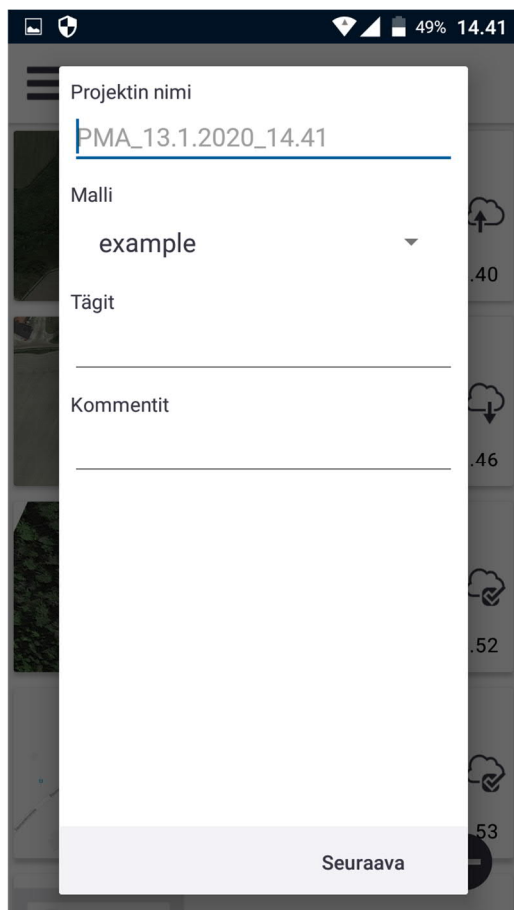 49% 14.41
Projektin nimi
PMA_13.1.2020_14.41
Malli
example
.40
Tägit
Kommentit
.46
.52
.53
Seuraava